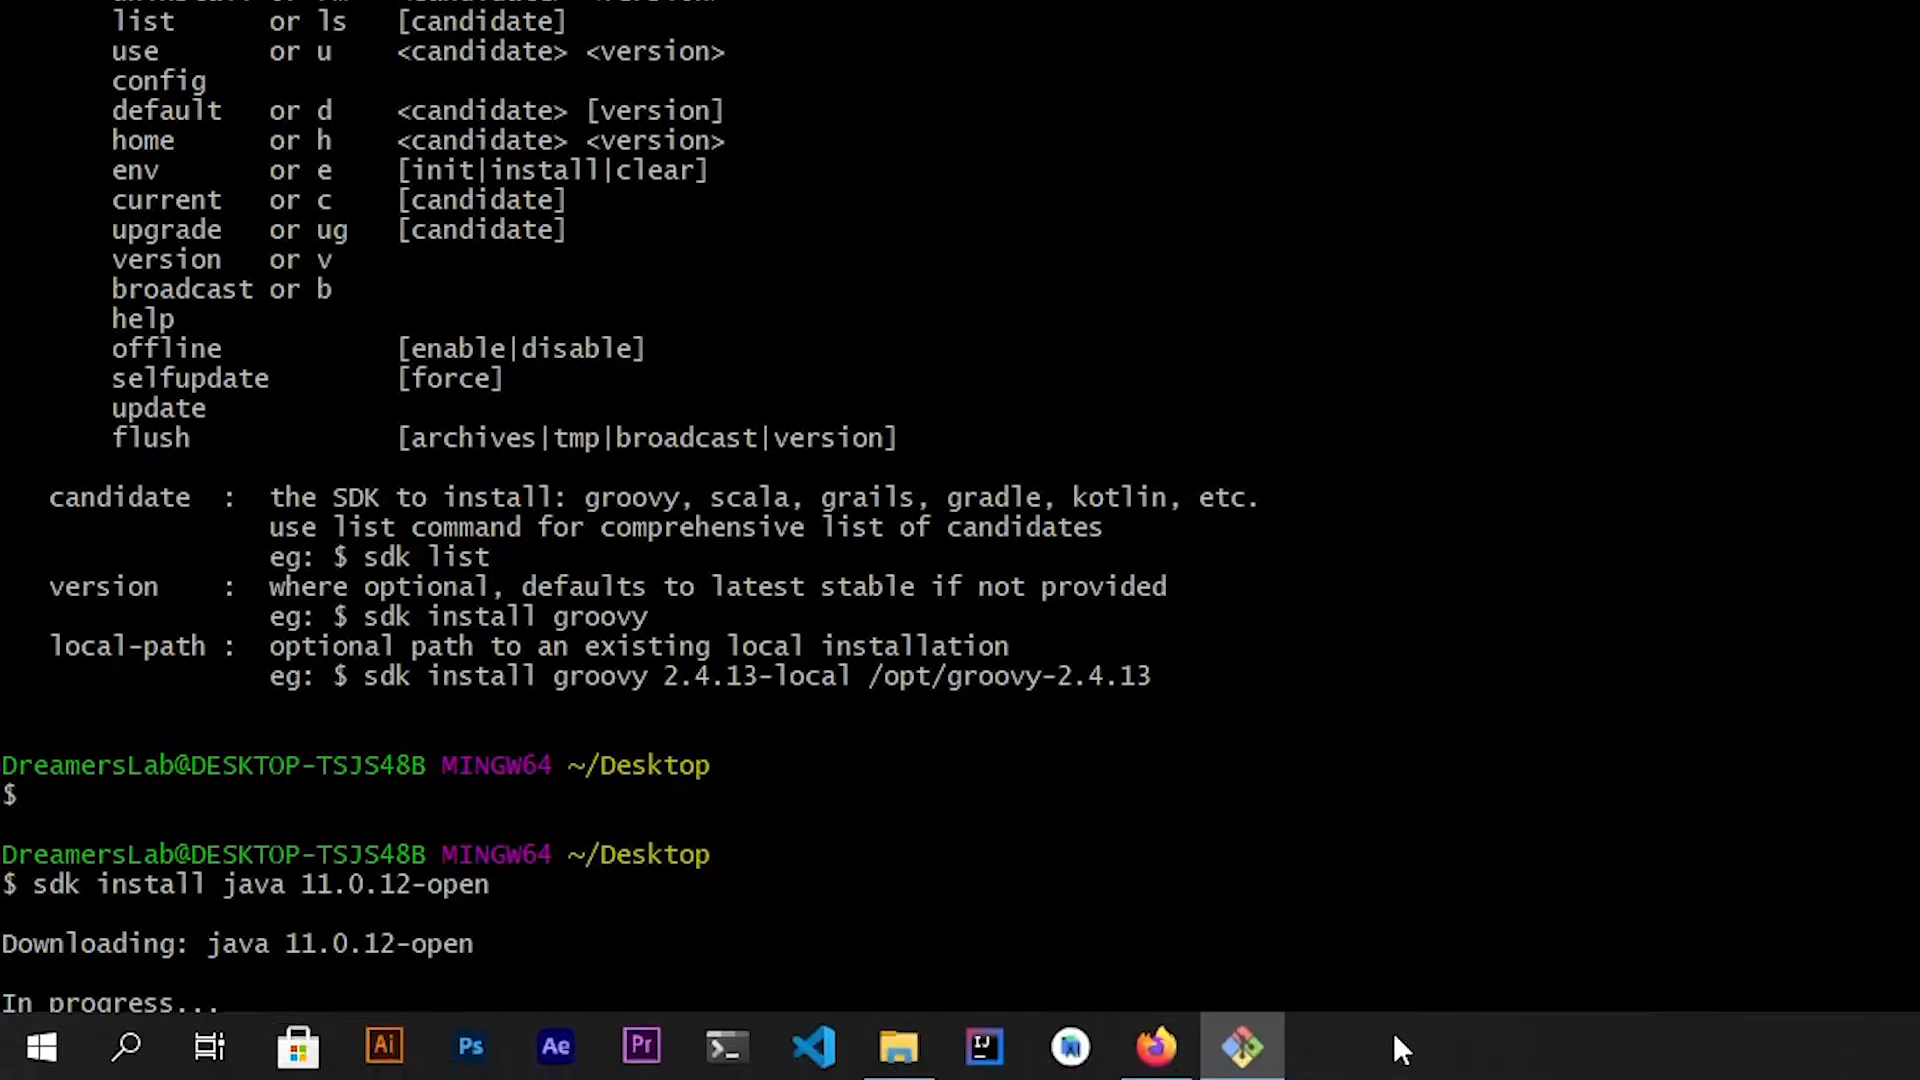 list or ls [candidate]
use or u <candidate> <version>
config
default or d <candidate> [version]
home or h <candidate> <version>
env or e [init|install|clear]
current or c [candidate]
upgrade or ug [candidate]
version or v
broadcast or b
help
offline [enable|disable]
selfupdate [force]
update
flush [archives|tmp|broadcast|version]
candidate : the SDK to install: groovy, scala, grails, gradle, kotlin, etc.
use list command for comprehensive list of candidates
eg: $ sdk list
version : where optional, defaults to latest stable if not provided
eg: $ sdk install groovy
local-path : optional path to an existing local installation
eg: $ sdk install groovy 2.4.13-local /opt/groovy-2.4.13
DreamersLab@DESKTOP-TSJS48B MINGW64 ~/Desktop
$
DreamersLab@DESKTOP-TSJS48B MINGW64 ~/Desktop
$ sdk install java 11.0.12-open
Downloading: java 11.0.12-open
In progress...
Ai Ps Ae Pr >_ IJ